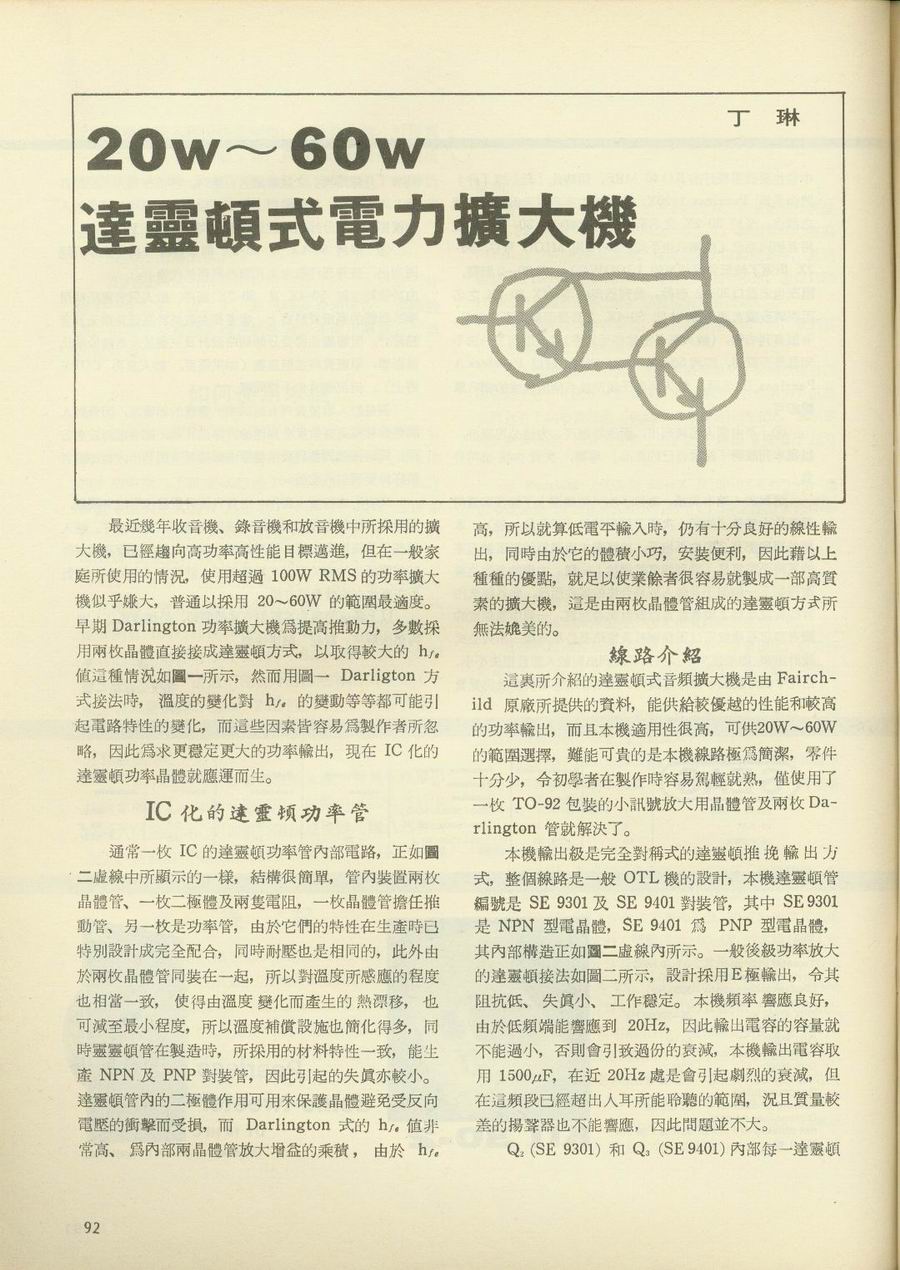 丁 琳
20w～60w
達靈頓式電力擴大機
最近幾年收音機、錄音機和放音機中所採用的擴
大機，已經趨向高功率高性能目標邁進，但在一般家
庭所使用的情況，使用超過 100W RMS 的功率擴大
機似乎嫌大，普通以採用 20～60W 的範圍最適度。
早期 Darlington 功率擴大機爲提高推動力，多數採
用兩枚晶體直接接成達靈頓方式，以取得較大的 hfe
值這種情況如圖一所示，然而用圖一 Darligton 方
式接法時， 溫度的變化對 hfe 的變動等等都可能引
起電路特性的變化，而這些因素皆容易爲製作者所忽
略，因此爲求更穩定更大的功率輸出，現在 IC 化的
達靈頓功率晶體就應運而生。
IC 化的達靈頓功率管
通常一枚 IC 的達靈頓功率管內部電路，正如圖
二虛線中所顯示的一樣，結構很簡單，管內裝置兩枚
晶體管、一枚二極體及兩隻電阻，一枚晶體管擔任推
動管、另一枚是功率管，由於它們的特性在生產時已
特別設計成完全配合，同時耐壓也是相同的，此外由
於兩枚晶體管同裝在一起，所以對溫度所感應的程度
也相當一致， 使得由溫度 變化而產生的 熱漂移， 也
可減至最小程度，所以溫度補償設施也簡化得多，同
時靈靈頓管在製造時，所採用的材料特性一致，能生
產 NPN 及 PNP 對裝管，因此引起的失眞亦較小。
達靈頓管內的二極體作用可用來保護晶體避免受反向
電壓的衝擊而受損，而 Darlington 式的 hfe 值非
常高、 爲內部兩晶體管放大增益的乘積， 由於 hfe
高，所以就算低電平輸入時，仍有十分良好的線性輸
出，同時由於它的體積小巧，安裝便利，因此藉以上
種種的優點，就足以使業餘者很容易就製成一部高質
素的擴大機，這是由兩枚晶體管組成的達靈頓方式所
無法媲美的。
線路介紹
這裏所介紹的達靈頓式音頻擴大機是由 Fairch-
ild 原廠所提供的資料，能供給較優越的性能和較高
的功率輸出，而且本機適用性很高，可供20W～60W
的範圍選擇，難能可貴的是本機線路極爲簡潔，零件
十分少，令初學者在製作時容易駕輕就熟，僅使用了
一枚 TO-92 包裝的小訊號放大用晶體管及兩枚 Da-
rlington 管就解決了。
本機輸出級是完全對稱式的達靈頓推 挽 輸 出 方
式，整個線路是一般 OTL 機的設計，本機達靈頓管
編號是 SE 9301 及 SE 9401 對裝管，其中 SE 9301
是 NPN 型電晶體，SE 9401 爲 PNP 型電晶體，
其內部構造正如圖二虛線內所示。一般後級功率放大
的達靈頓接法如圖二所示，設計採用E極輸出，令其
阻抗低、 失眞小、 工作穩定。 本機頻率 響應良好，
由於低頻端能響應到 20Hz，因此輸出電容的容量就
不能過小，否則會引致過份的衰減，本機輸出電容取
用 1500μF，在近 20Hz 處是會引起劇烈的衰減，但
在這頻段已經超出人耳所能聆聽的範圍，況且質量較
差的揚聲器也不能響應，因此問題並不大。
Q₂ (SE 9301) 和 Q₃ (SE 9401) 內部每一達靈頓
92